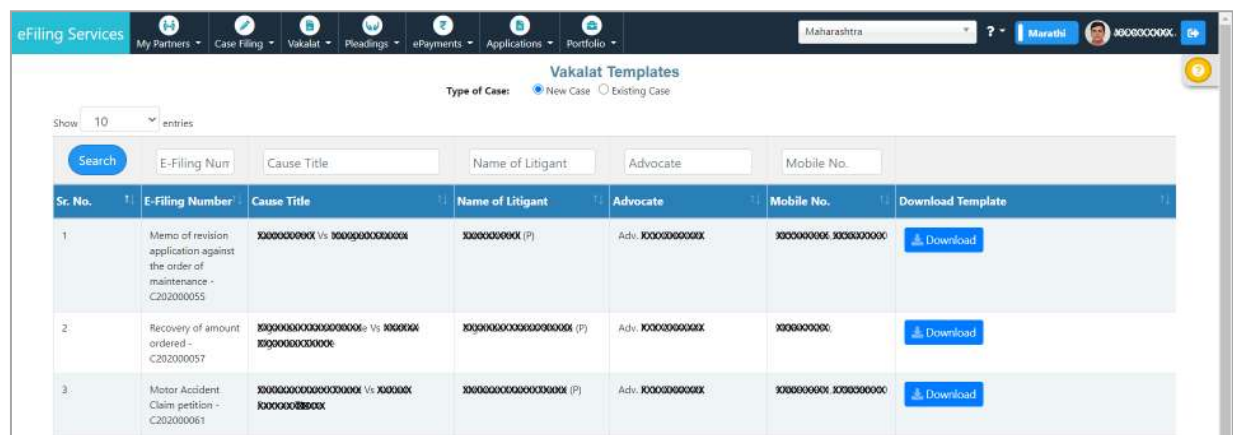 eFiling Services
My Partners Case Filing Vakalat Pleadings ePayments Applications Portfolio
Maharashtra ? Marathi
Vakalat Templates
Type of Case: New Case Existing Case
Show 10 entries
Search E-Filing Num Cause Title Name of Litigant Advocate Mobile No.
Sr. No. E-Filing Number Cause Title Name of Litigant Advocate Mobile No. Download Template
1 Memo of revision Vs (P) Adv. Download
application against
the order of
maintenance -
C202000055
2 Recovery of amount Vs (P) Adv. Download
ordered -
C202000057
3 Motor Accident Vs (P) Adv. Download
Claim petition -
C202000061